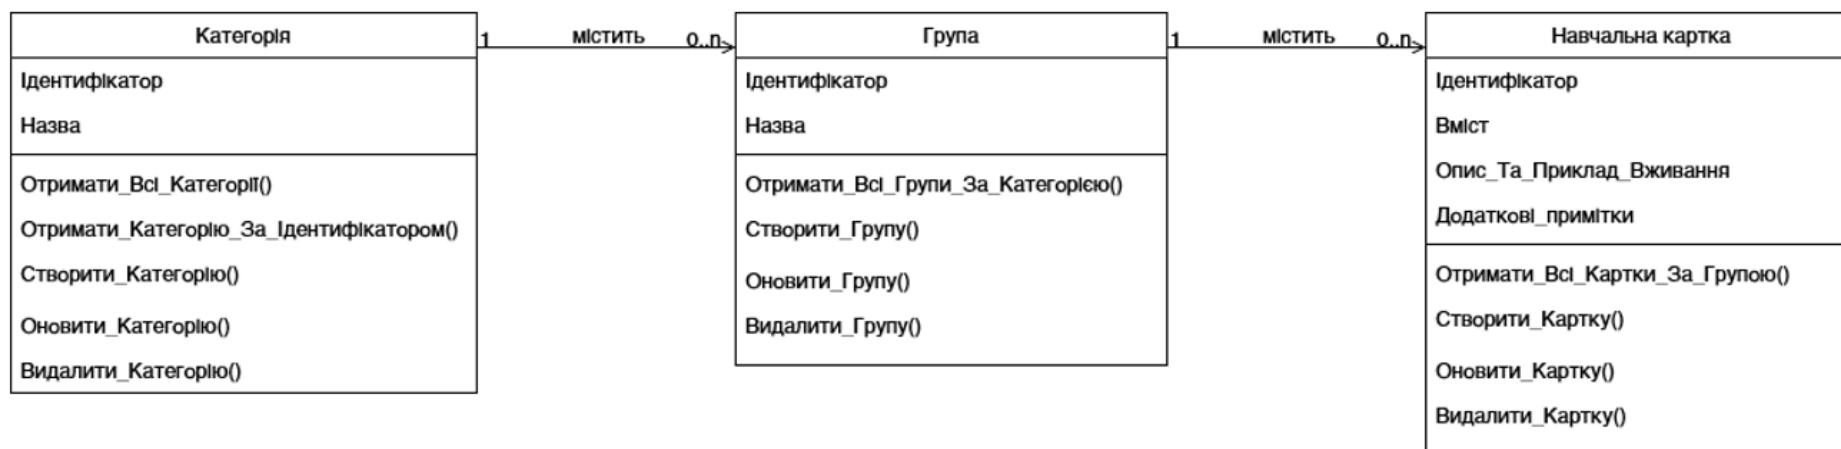 Категорія
Ідентифікатор
Назва
Отримати_Всі_Категорії()
Отримати_Категорію_За_Ідентифікатором()
Створити_Категорію()
Оновити_Категорію()
Видалити_Категорію()
1 містить 0..n
Група
Ідентифікатор
Назва
Отримати_Всі_Групи_За_Категорією()
Створити_Групу()
Оновити_Групу()
Видалити_Групу()
1 містить 0..n
Навчальна картка
Ідентифікатор
Вміст
Опис_Та_Приклад_Вживання
Додаткові_примітки
Отримати_Всі_Картки_За_Групою()
Створити_Картку()
Оновити_Картку()
Видалити_Картку()